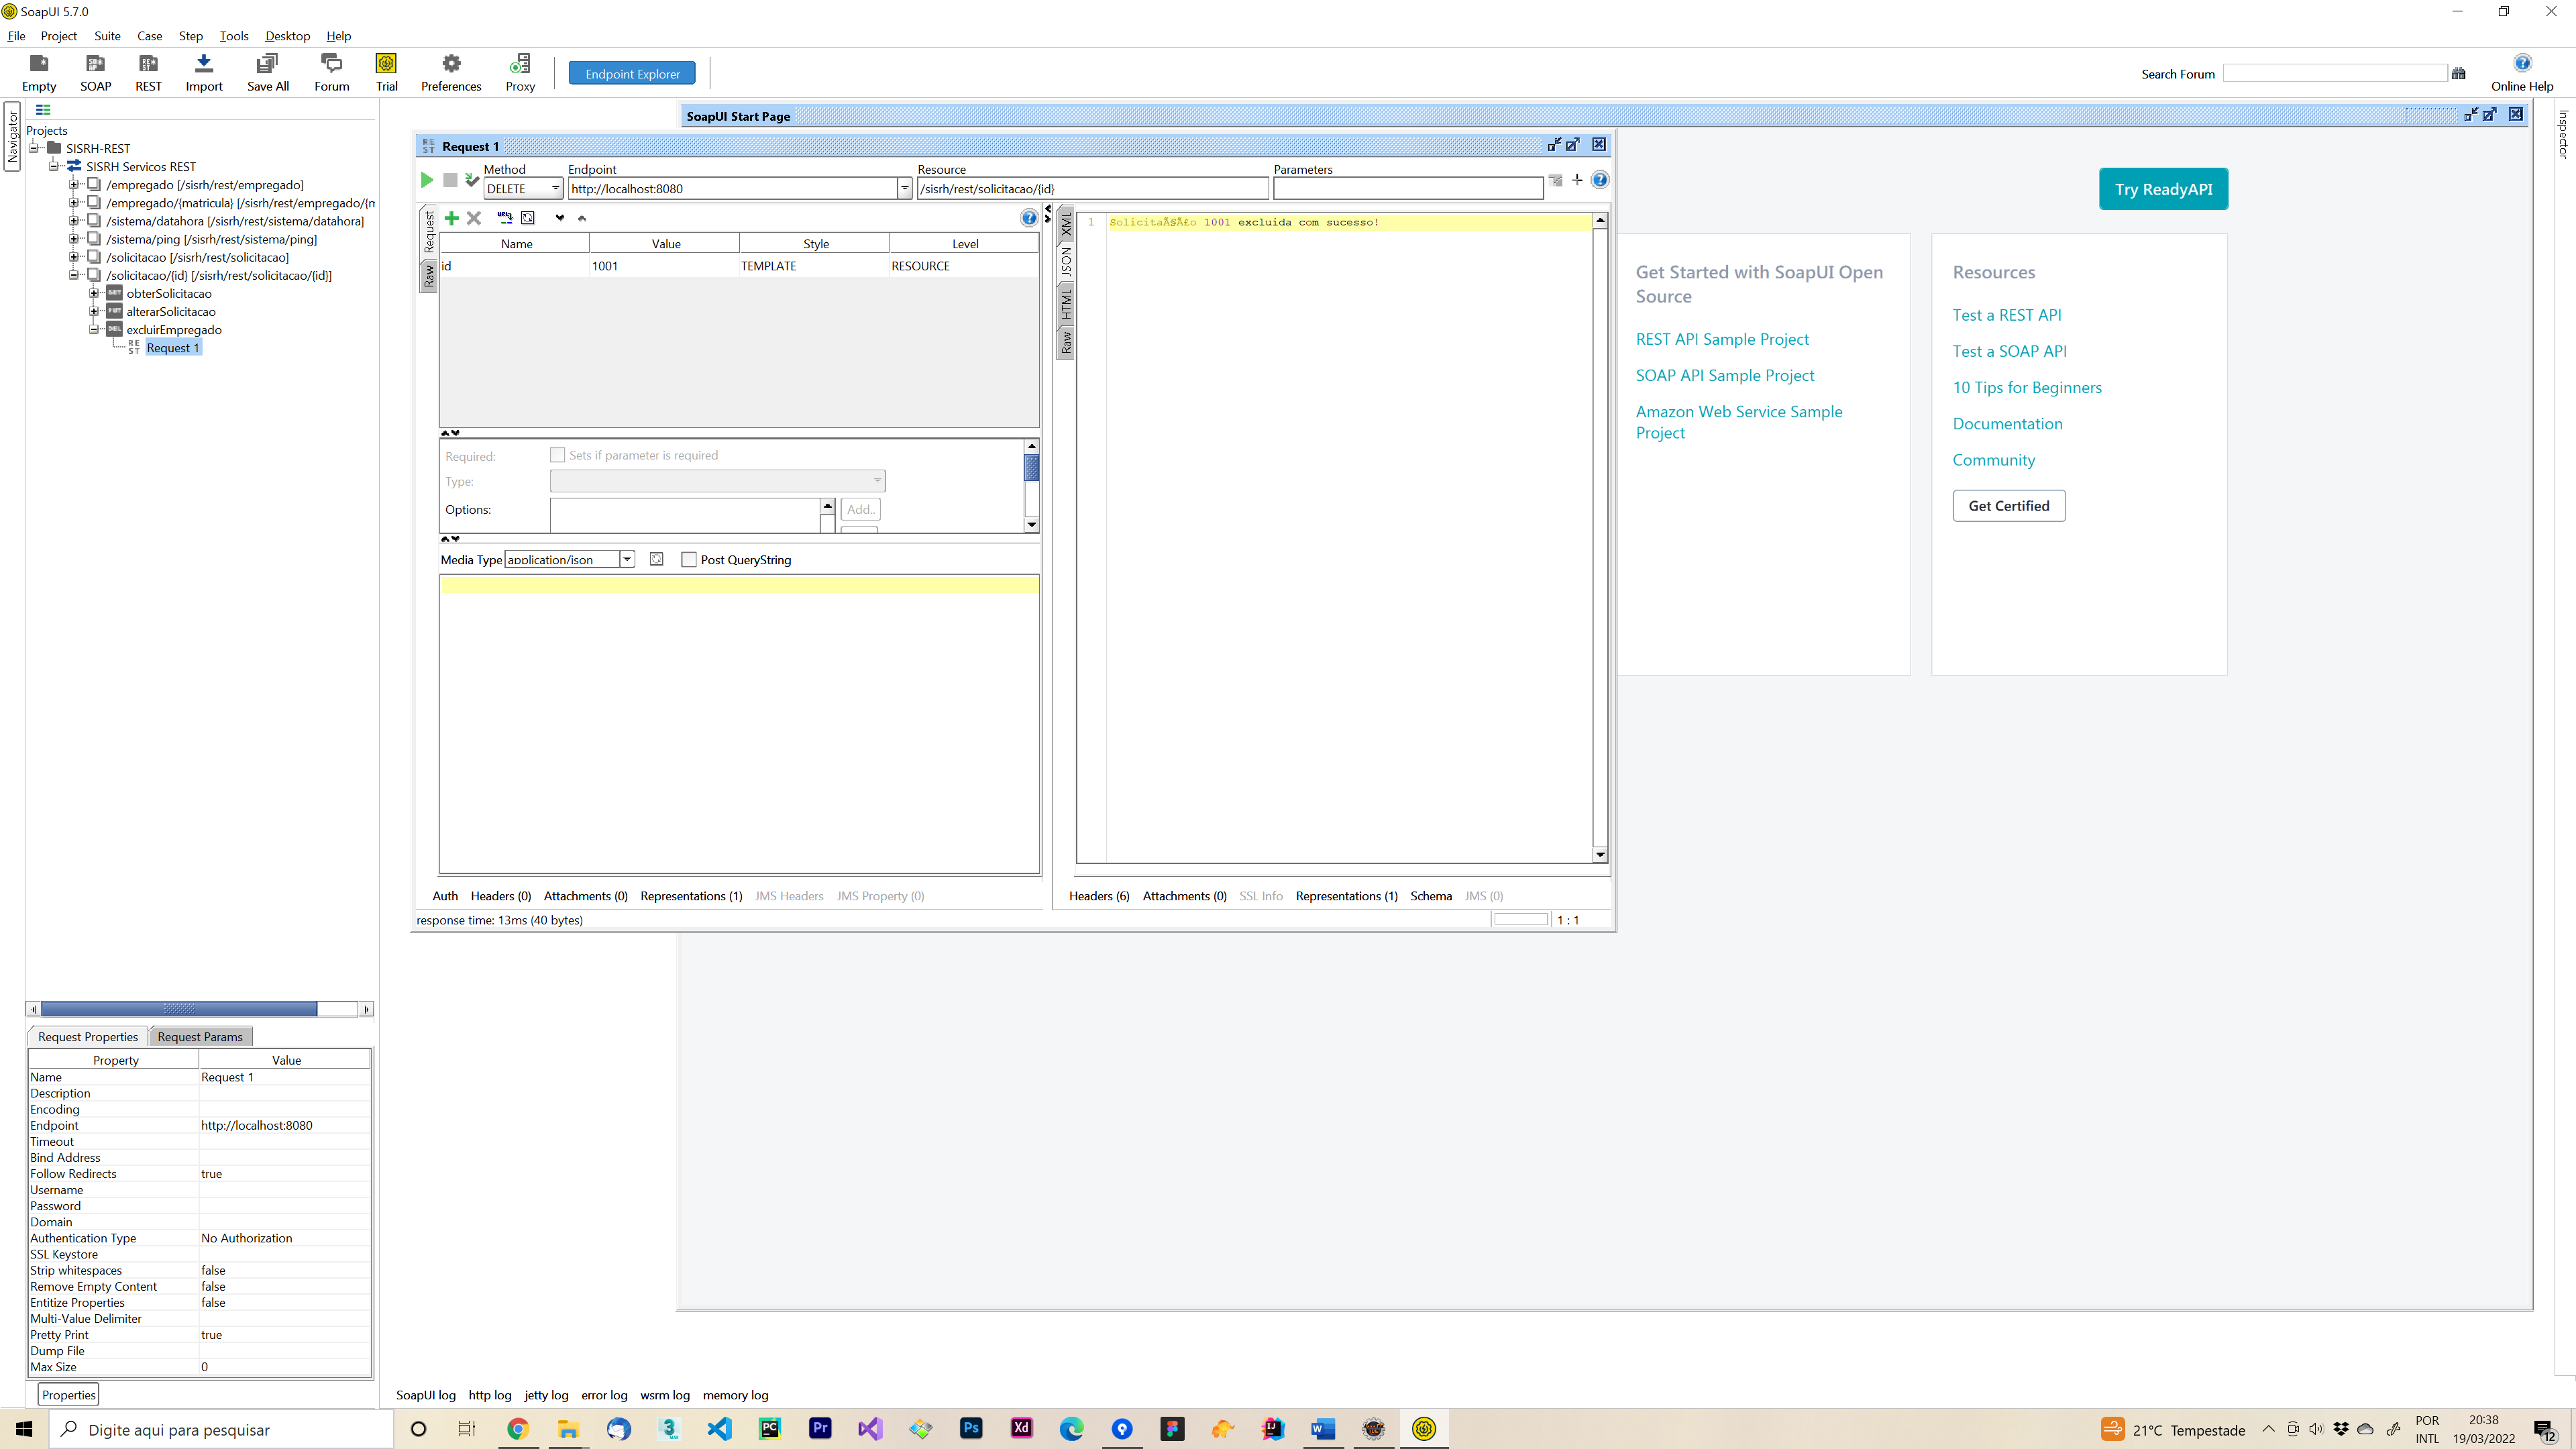 SoapUI 5.7.0
File Project Suite Case Step Tools Desktop Help
Empty SOAP REST Import Save All Forum Trial Preferences Proxy Endpoint Explorer Search Forum Online Help
Navigator
Inspector
Projects
SISRH-REST
SISRH Servicos REST
/empregado [/sisrh/rest/empregado]
/empregado/{matricula} [/sisrh/rest/empregado/{m
/sistema/datahora [/sisrh/rest/sistema/datahora]
/sistema/ping [/sisrh/rest/sistema/ping]
/solicitacao [/sisrh/rest/solicitacao]
/solicitacao/{id} [/sisrh/rest/solicitacao/{id}]
GET obterSolicitacao
PUT alterarSolicitacao
DEL excluirEmpregado
REST Request 1
SoapUI Start Page
REST Request 1
Method Endpoint Resource Parameters
DELETE http://localhost:8080 /sisrh/rest/solicitacao/{id}
Request
Raw
Name Value Style Level
id 1001 TEMPLATE RESOURCE
Required: Sets if parameter is required
Type:
Options: Add..
Media Type application/json Post QueryString
XML
JSON
HTML
Raw
1 SolicitaÃ§Ã£o 1001 excluida com sucesso!
Auth Headers (0) Attachments (0) Representations (1) JMS Headers JMS Property (0)
Headers (6) Attachments (0) SSL Info Representations (1) Schema JMS (0)
response time: 13ms (40 bytes)
1 : 1
Try ReadyAPI
Get Started with SoapUI Open
Source
REST API Sample Project
SOAP API Sample Project
Amazon Web Service Sample
Project
Resources
Test a REST API
Test a SOAP API
10 Tips for Beginners
Documentation
Community
Get Certified
Request Properties Request Params
Property Value
Name Request 1
Description
Encoding
Endpoint http://localhost:8080
Timeout
Bind Address
Follow Redirects true
Username
Password
Domain
Authentication Type No Authorization
SSL Keystore
Strip whitespaces false
Remove Empty Content false
Entitize Properties false
Multi-Value Delimiter
Pretty Print true
Dump File
Max Size 0
Properties
SoapUI log http log jetty log error log wsrm log memory log
Digite aqui para pesquisar
21°C Tempestade
POR
INTL
20:38
19/03/2022
12